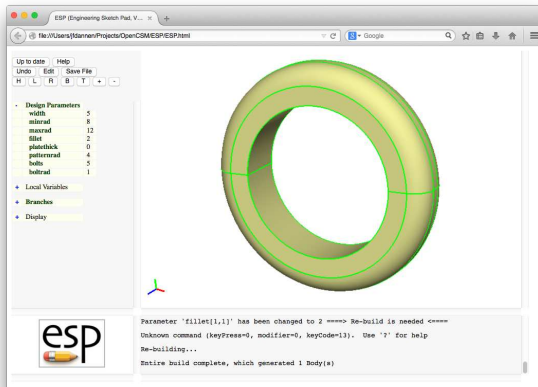 ESP (Engineering Sketch Pad, V...
file:///Users/jfdannen/Projects/OpenCSM/ESP/ESP.html
Google
Up to date Help
Undo Edit Save File
H L R B T + -
- Design Parameters
width 5
minrad 8
maxrad 12
fillet 2
platethick 0
patternrad 4
bolts 5
boltrad 1
+ Local Variables
+ Branches
+ Display
esp
Parameter 'fillet[1,1]' has been changed to 2 ====> Re-build is needed <====
Unknown command (keyPress=0, modifier=0, keyCode=13). Use '?' for help
Re-building...
Entire build complete, which generated 1 Body(s)